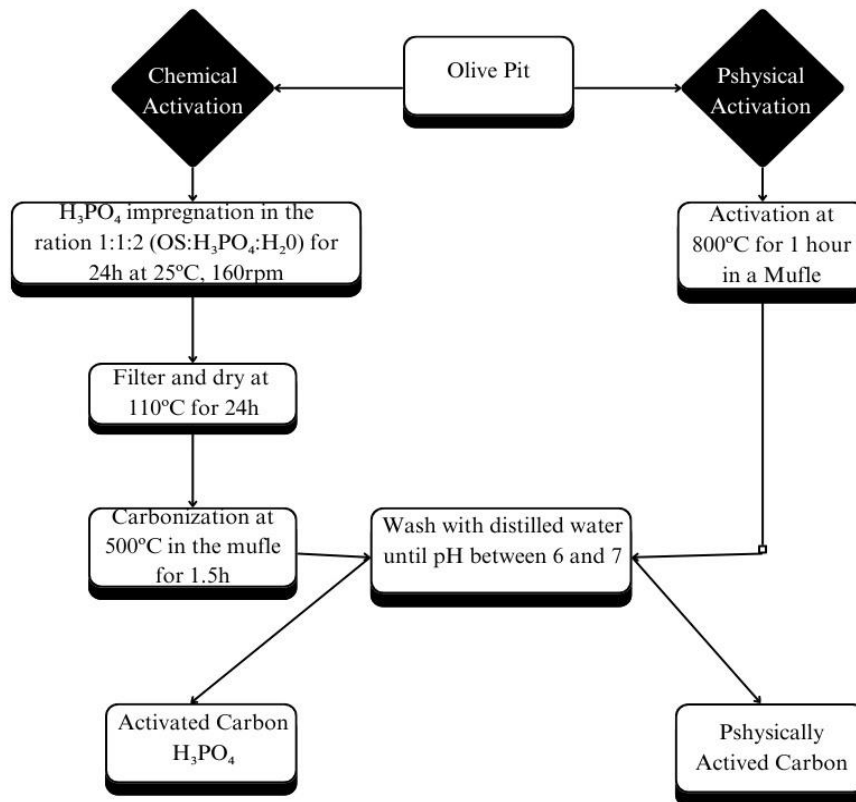 Olive Pit
Chemical
Activation
Pshysical
Activation
H₃PO₄ impregnation in the
ration 1:1:2 (OS:H₃PO₄:H₂0) for
24h at 25ºC, 160rpm
Activation at
800ºC for 1 hour
in a Mufle
Filter and dry at
110ºC for 24h
Carbonization at
500ºC in the mufle
for 1.5h
Wash with distilled water
until pH between 6 and 7
Activated Carbon
H₃PO₄
Pshysically
Actived Carbon